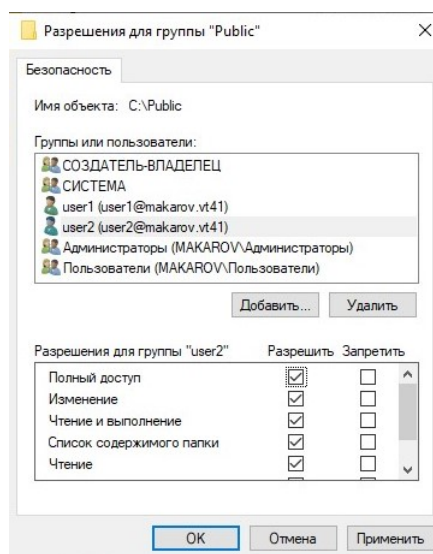 Разрешения для группы "Public"
Безопасность
Имя объекта: C:\Public
Группы или пользователи:
СОЗДАТЕЛЬ-ВЛАДЕЛЕЦ
СИСТЕМА
user1 (user1@makarov.vt41)
user2 (user2@makarov.vt41)
Администраторы (MAKAROV\Администраторы)
Пользователи (MAKAROV\Пользователи)
Добавить... Удалить
Разрешения для группы "user2" Разрешить Запретить
Полный доступ
Изменение
Чтение и выполнение
Список содержимого папки
Чтение
OK Отмена Применить